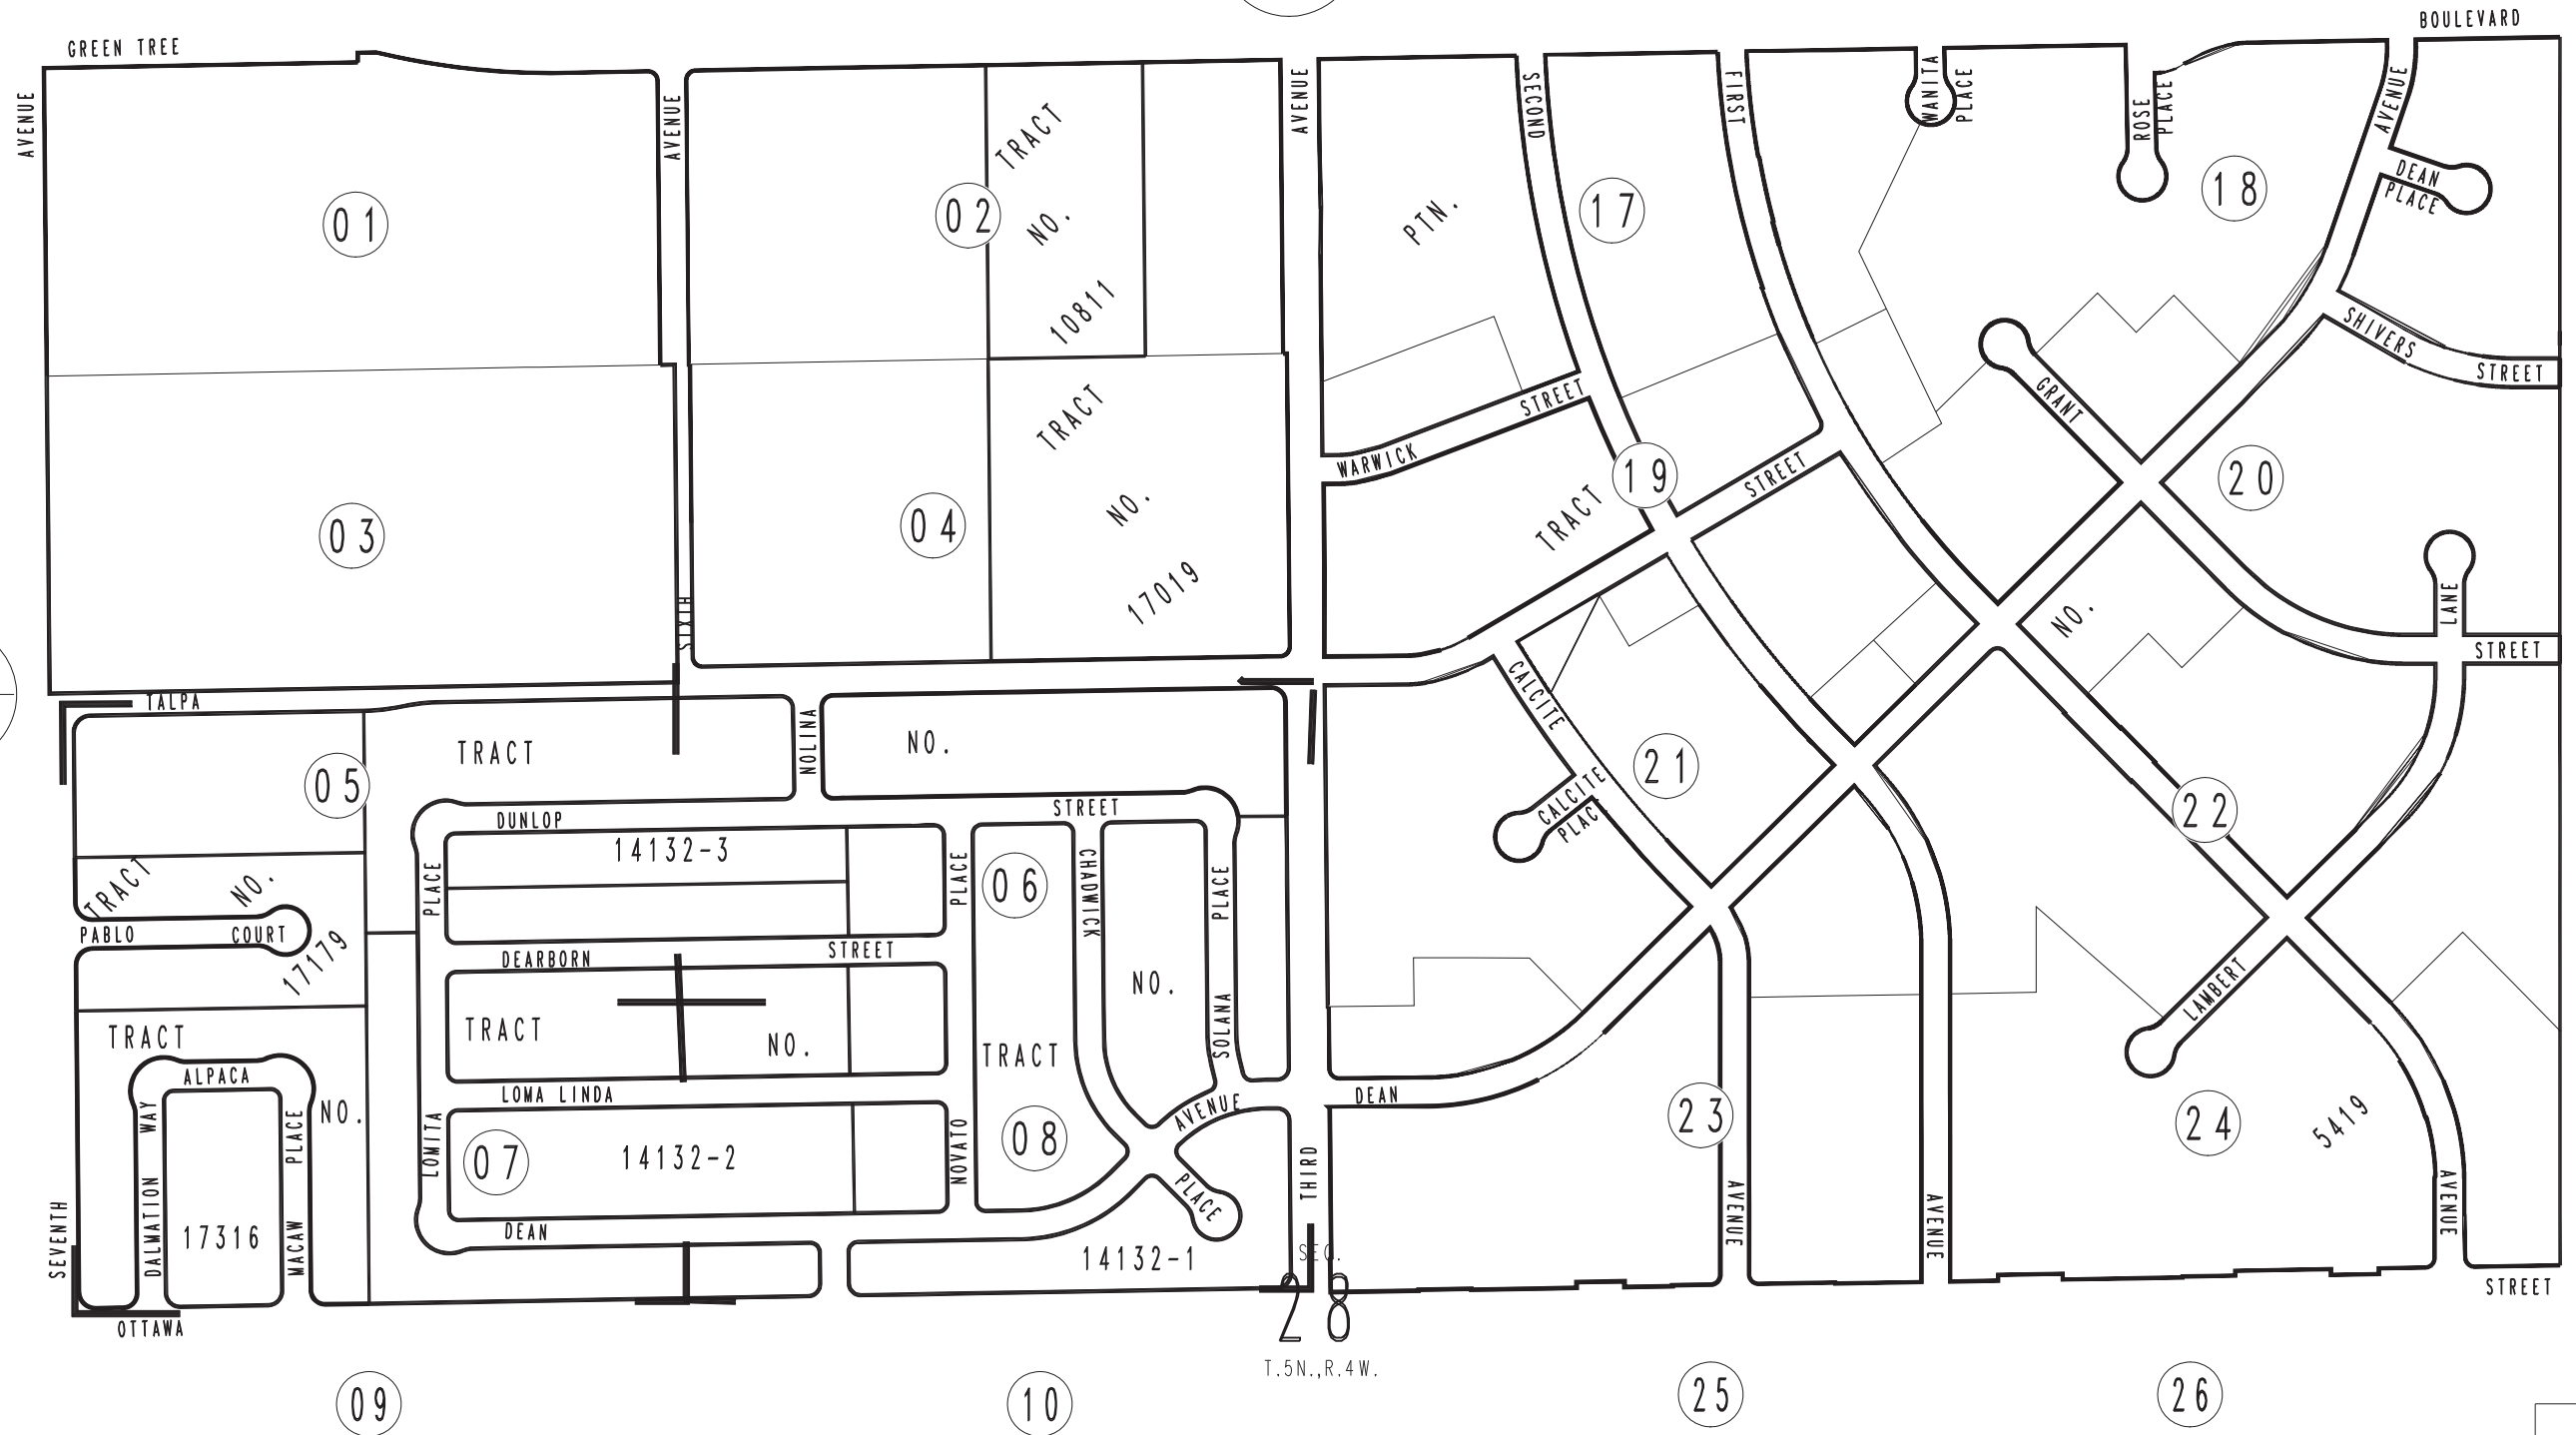 BOULEVARD
GREEN TREE
AVENUE
AVENUE
AVENUE
SECOND
FIRST
WANITA
PLACE
ROSE
PLACE
AVENUE
DEAN
PLACE
01
02
TRACT
NO.
10811
PTN.
17
18
SHIVERS
STREET
GRANT
STREET
WARWICK
03
04
TRACT
NO.
17019
TRACT
19
STREET
20
NO.
LANE
STREET
SIXTH
TALPA
TRACT
NOLINA
NO.
CALCITE
CALCITE
PLAC
21
22
05
DUNLOP
STREET
14132-3
PLACE
PLACE
06
CHADWICK
PLACE
TRACT
NO.
17179
PABLO
COURT
DEARBORN
STREET
NO.
SOLANA
LAMBERT
TRACT
NO.
TRACT
TRACT
NO.
ALPACA
WAY
PLACE
LOMA LINDA
AVENUE
DEAN
LOMITA
07
14132-2
NOVATO
08
PLACE
THIRD
23
24
5419
SEVENTH
DALMATION
17316
MACAW
DEAN
14132-1
AVENUE
AVENUE
AVENUE
SEC.
28
STREET
OTTAWA
T.5N.,R.4W.
09
10
25
26